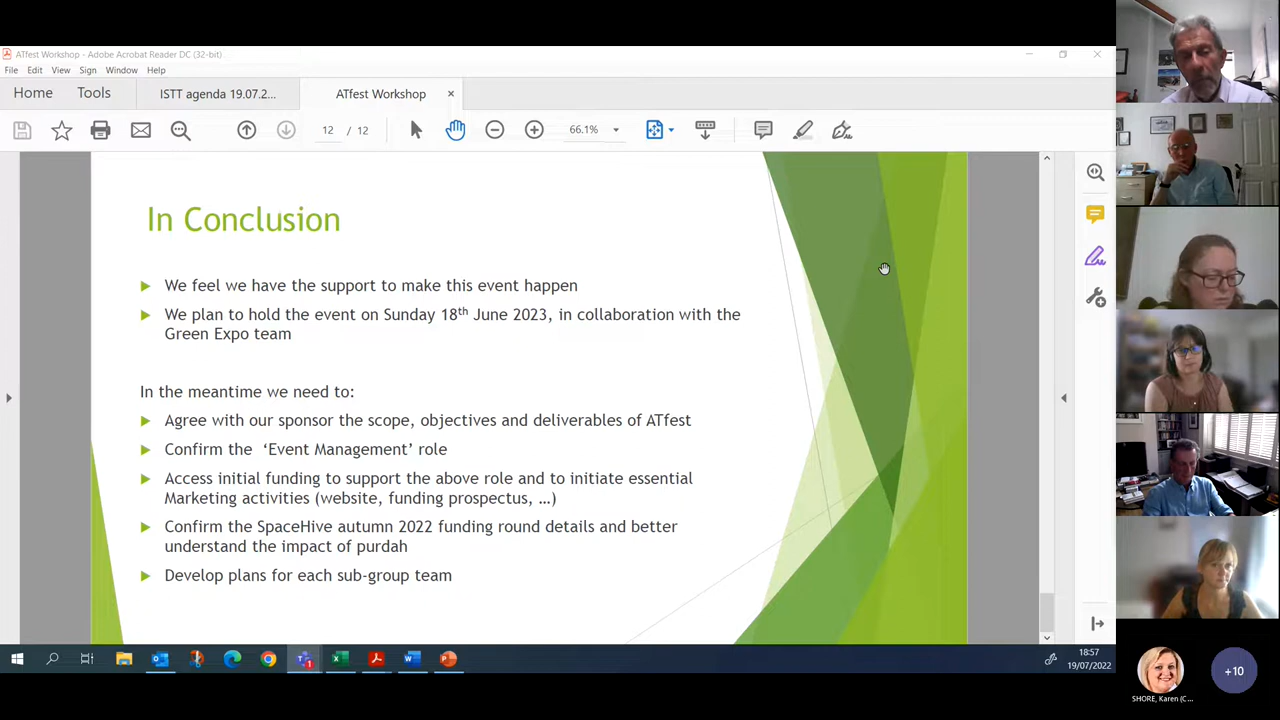 ATfest Workshop - Adobe Acrobat Reader DC (32-bit)
File Edit View Sign Window Help
Home Tools ISTT agenda 19.07.2... ATfest Workshop
12 / 12 66.1%
In Conclusion
We feel we have the support to make this event happen
We plan to hold the event on Sunday 18th June 2023, in collaboration with the
Green Expo team
In the meantime we need to:
Agree with our sponsor the scope, objectives and deliverables of ATfest
Confirm the ‘Event Management’ role
Access initial funding to support the above role and to initiate essential
Marketing activities (website, funding prospectus, …)
Confirm the SpaceHive autumn 2022 funding round details and better
understand the impact of purdah
Develop plans for each sub-group team
18:57
19/07/2022
+10
SHORE, Karen (C...